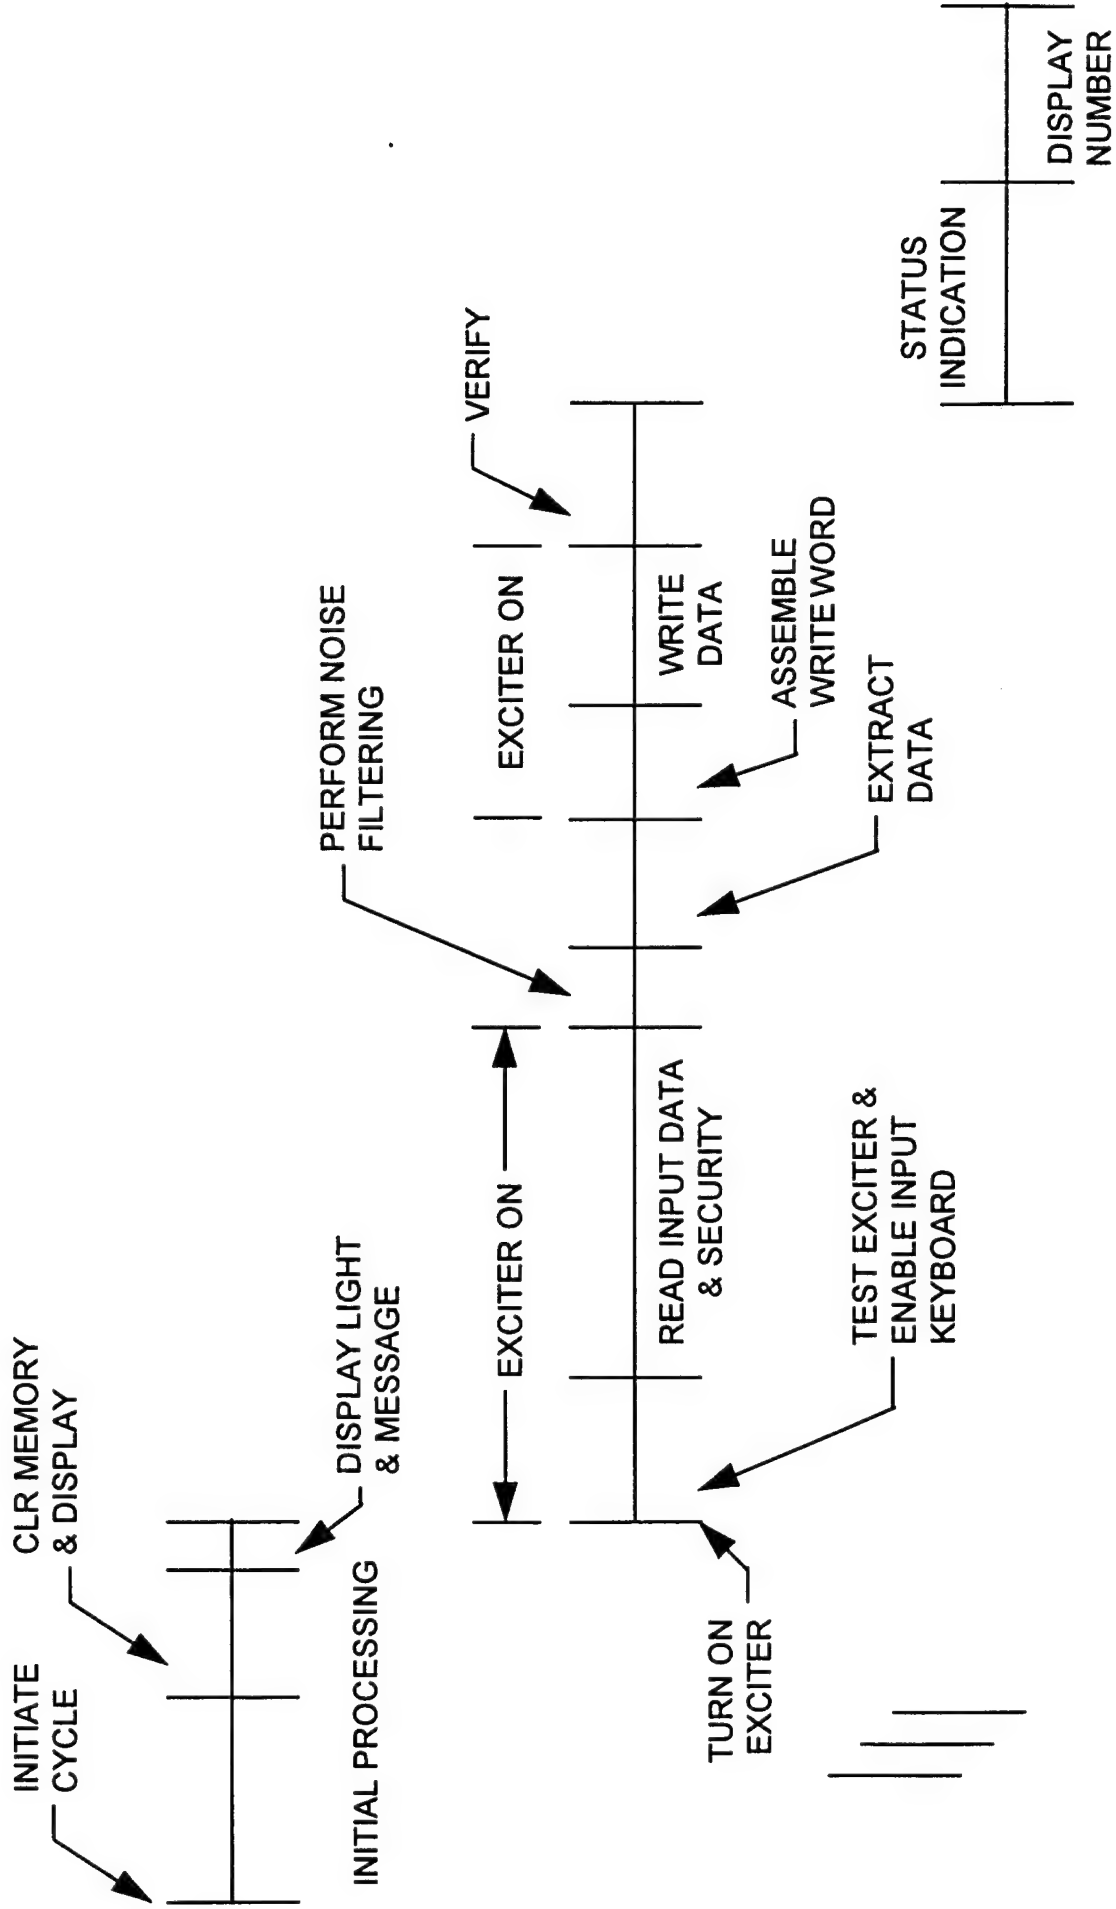 INITIATE
CYCLE
CLR MEMORY
& DISPLAY
DISPLAY LIGHT
& MESSAGE
INITIAL PROCESSING
PERFORM NOISE
FILTERING
VERIFY
EXCITER ON
EXCITER ON
READ INPUT DATA
& SECURITY
WRITE
DATA
TURN ON
EXCITER
TEST EXCITER &
ENABLE INPUT
KEYBOARD
EXTRACT
DATA
ASSEMBLE
WRITE WORD
STATUS
INDICATION
DISPLAY
NUMBER